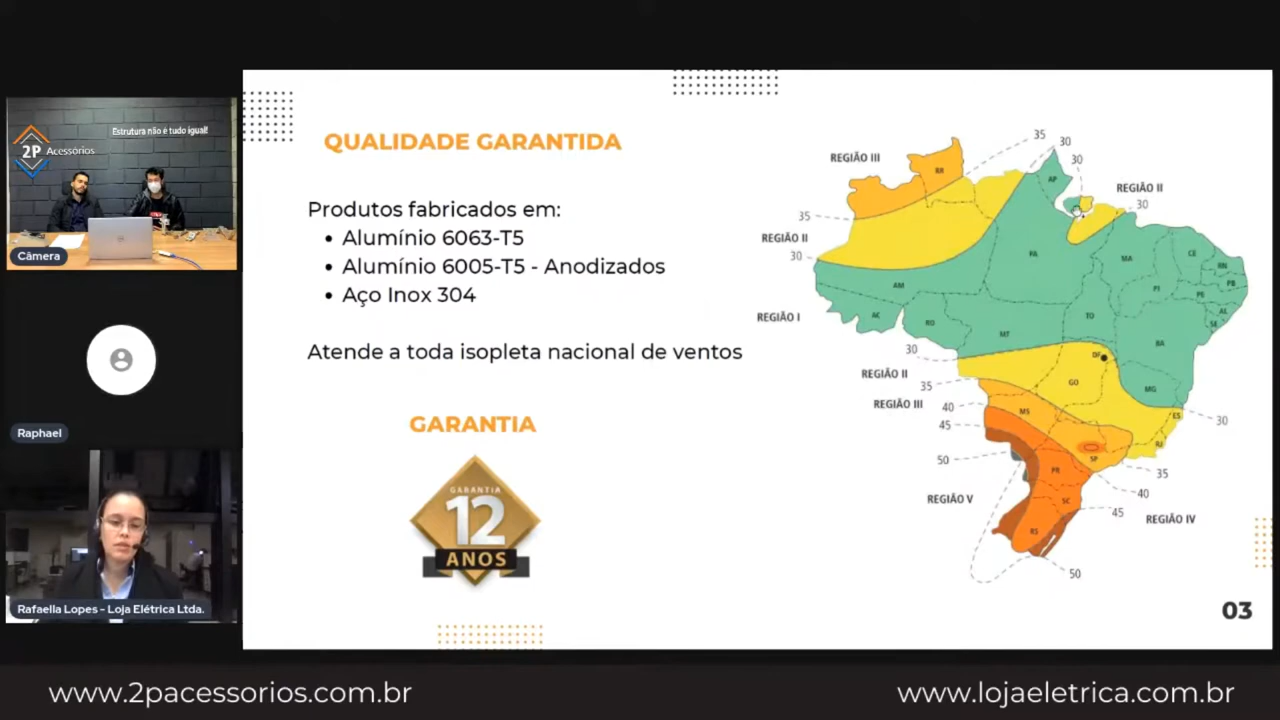 Estrutura não é tudo igual!
2P Acessórios
Câmera
Raphael
Rafaella Lopes - Loja Elétrica Ltda.
QUALIDADE GARANTIDA
Produtos fabricados em:
• Alumínio 6063-T5
• Alumínio 6005-T5 - Anodizados
• Aço Inox 304
Atende a toda isopleta nacional de ventos
GARANTIA
GARANTIA
12
ANOS
35
30
30
REGIÃO III
RR
AP
REGIÃO II
30
35
REGIÃO II
30
PA
MA
CE
RN
PB
PI
PE
AL
SE
AM
AC
RO
TO
MT
BA
REGIÃO I
30
DF
REGIÃO II
35
GO
MG
REGIÃO III
40
MS
ES
30
45
RJ
50
SP
PR
35
40
REGIÃO V
SC
45
REGIÃO IV
RS
50
03
www.2pacessorios.com.br
www.lojaeletrica.com.br